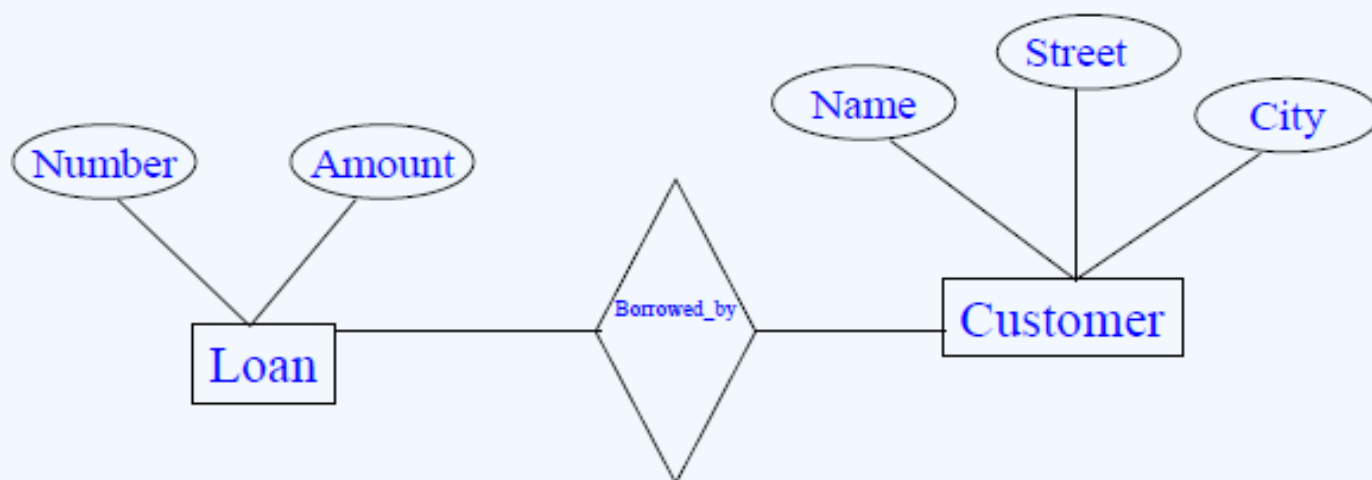 Street
Name
City
Number
Amount
Borrowed_by
Customer
Loan